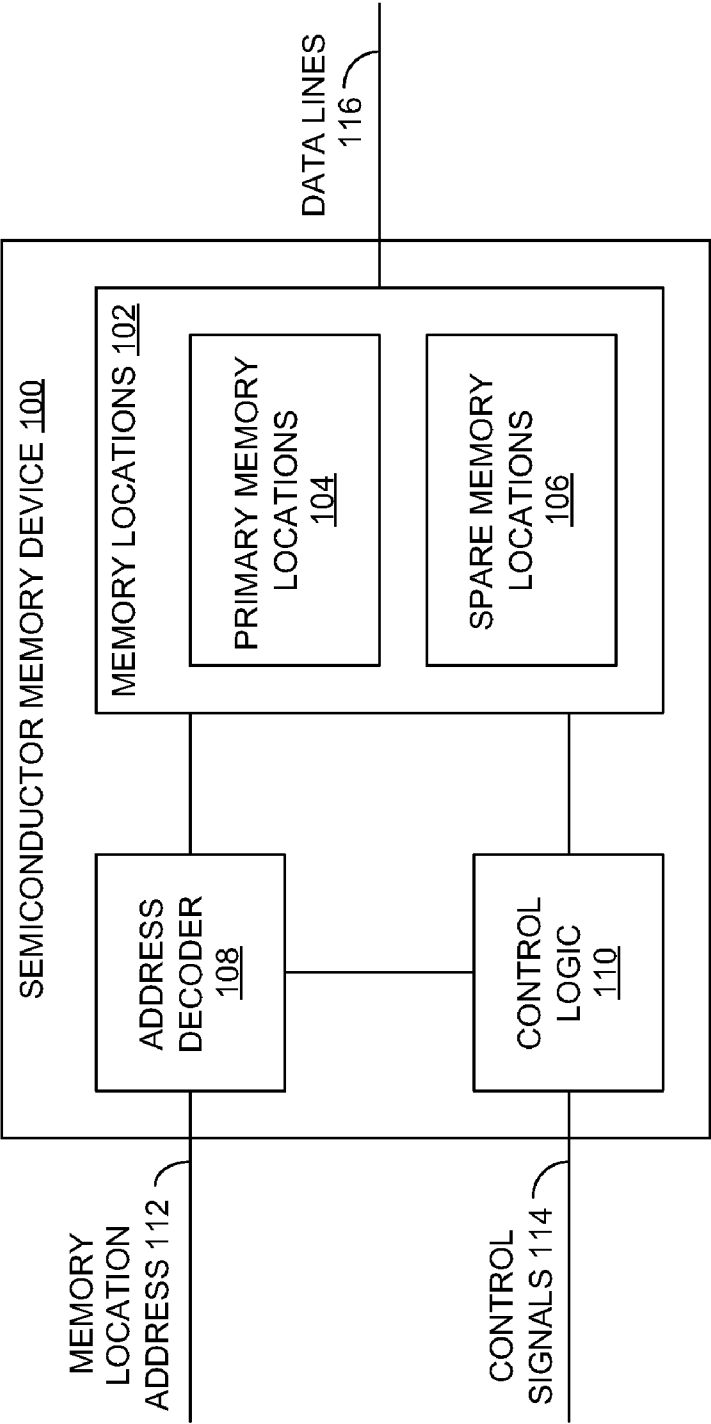 SEMICONDUCTOR MEMORY DEVICE 100
MEMORY
LOCATION
ADDRESS 112
ADDRESS
DECODER
108
MEMORY LOCATIONS 102
PRIMARY MEMORY
LOCATIONS
104
SPARE MEMORY
LOCATIONS
106
DATA LINES
116
CONTROL
SIGNALS 114
CONTROL
LOGIC
110